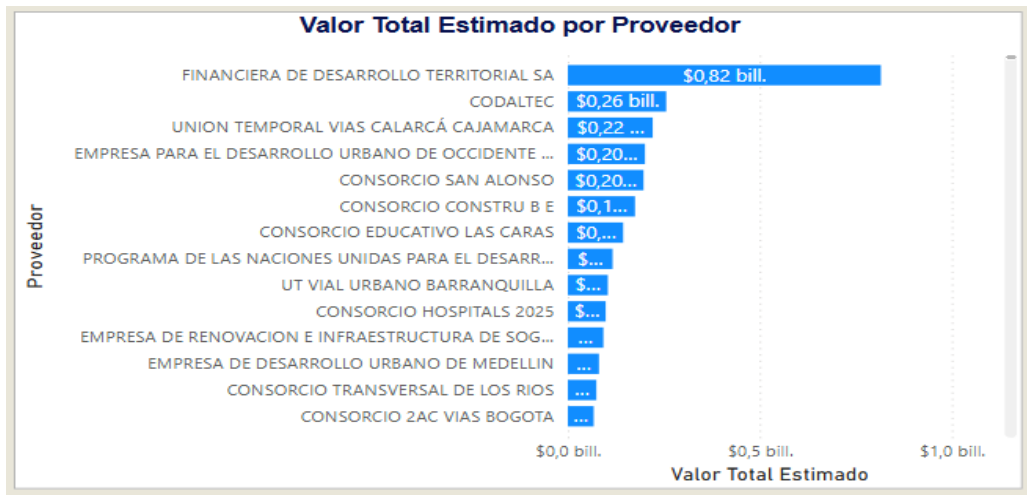 Valor Total Estimado por Proveedor
FINANCIERA DE DESARROLLO TERRITORIAL SA $0,82 bill.
CODALTEC $0,26 bill.
UNION TEMPORAL VIAS CALARCÁ CAJAMARCA $0,22 ...
EMPRESA PARA EL DESARROLLO URBANO DE OCCIDENTE ... $0,20...
CONSORCIO SAN ALONSO $0,20...
CONSORCIO CONSTRU B E $0,1...
CONSORCIO EDUCATIVO LAS CARAS $0,...
PROGRAMA DE LAS NACIONES UNIDAS PARA EL DESARR... $...
UT VIAL URBANO BARRANQUILLA $...
CONSORCIO HOSPITALS 2025 $...
EMPRESA DE RENOVACION E INFRAESTRUCTURA DE SOG... ...
EMPRESA DE DESARROLLO URBANO DE MEDELLIN ...
CONSORCIO TRANSVERSAL DE LOS RIOS ...
CONSORCIO 2AC VIAS BOGOTA ...
Proveedor
$0,0 bill. $0,5 bill. $1,0 bill.
Valor Total Estimado